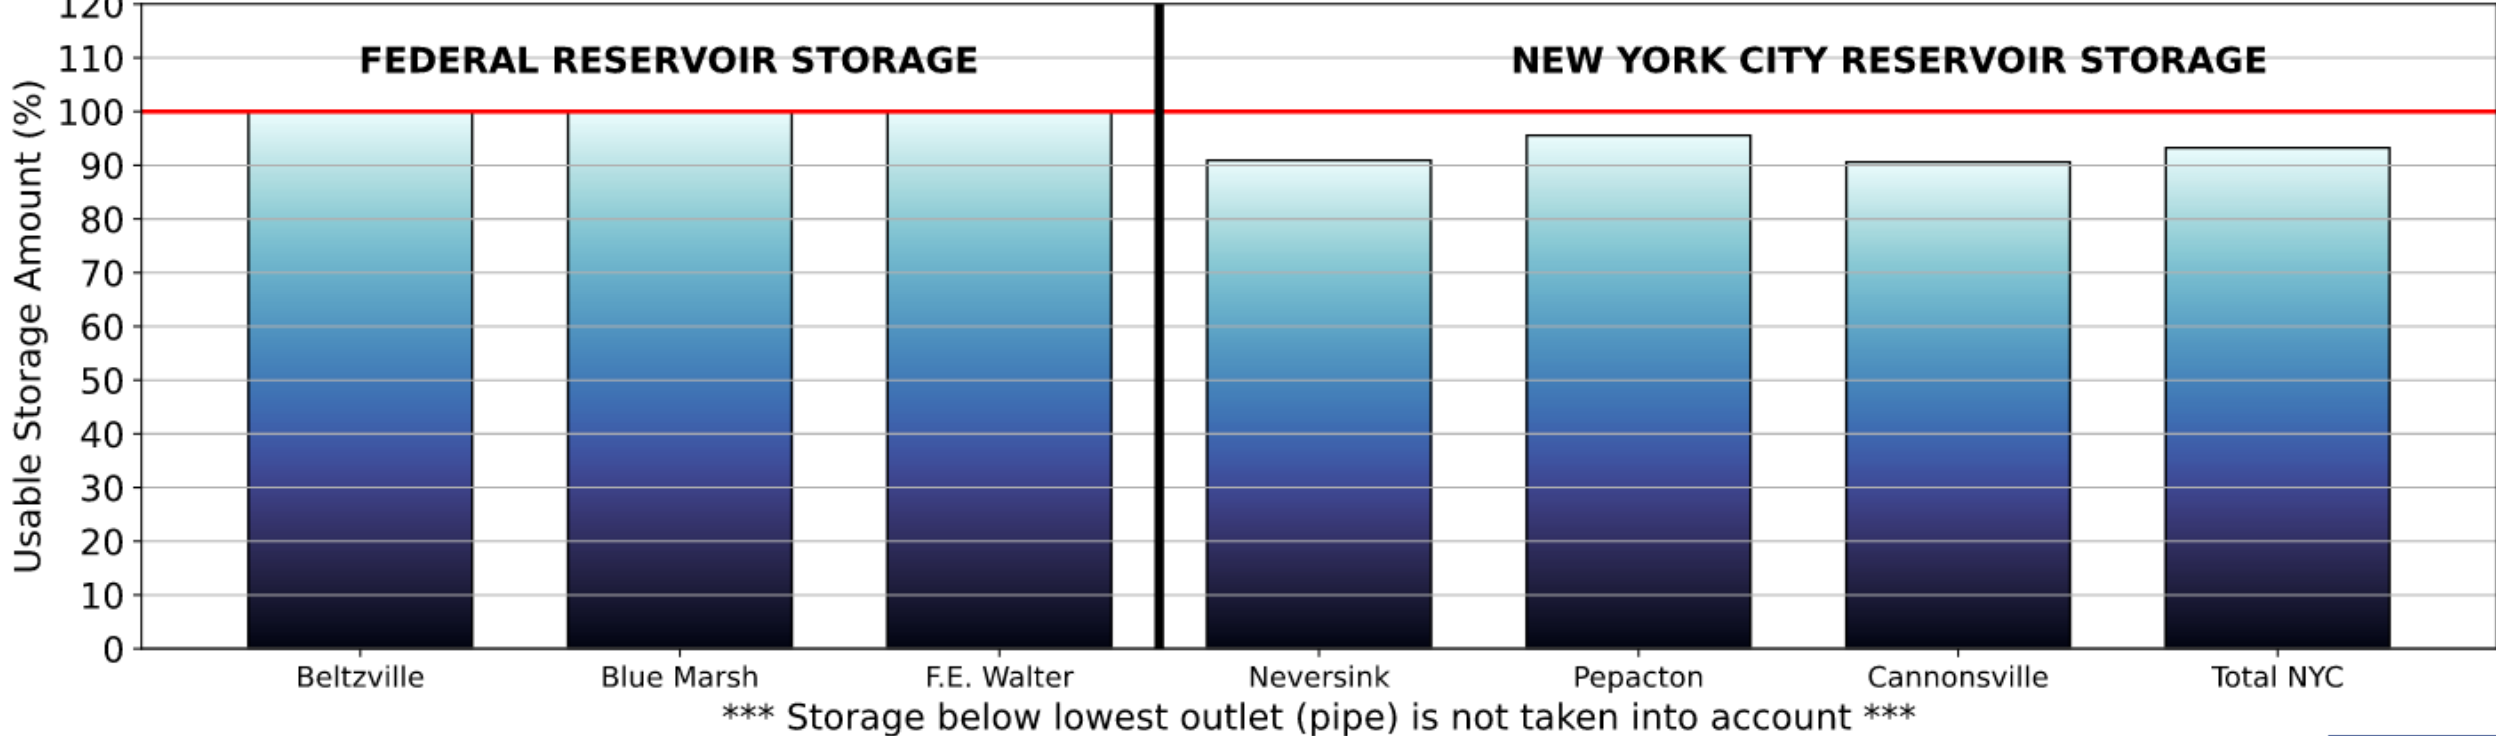 120
FEDERAL RESERVOIR STORAGE
NEW YORK CITY RESERVOIR STORAGE
110
100
90
80
70
60
50
40
30
20
10
0
Usable Storage Amount (%)
Beltzville Blue Marsh F.E. Walter Neversink Pepacton Cannonsville Total NYC
*** Storage below lowest outlet (pipe) is not taken into account ***